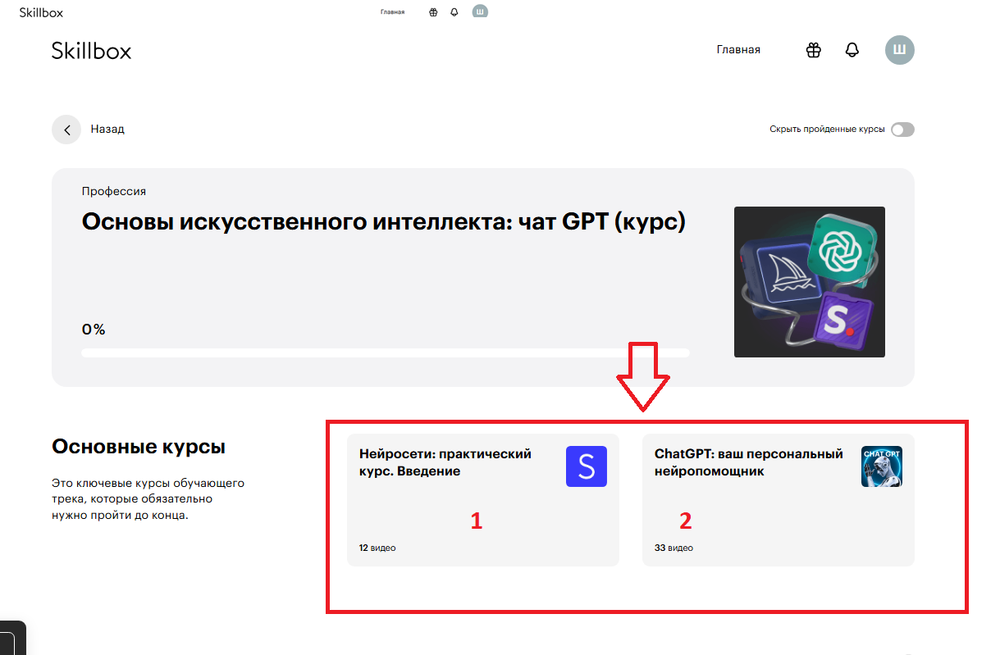 Skillbox
Главная
Ш
Skillbox
Главная
Ш
Назад
Скрыть пройденные курсы
Профессия
Основы искусственного интеллекта: чат GPT (курс)
S.
0%
Основные курсы
Это ключевые курсы обучающего
трека, которые обязательно
нужно пройти до конца.
Нейросети: практический
курс. Введение
S
1
12 видео
ChatGPT: ваш персональный
нейропомощник
CHAT GPT
2
33 видео